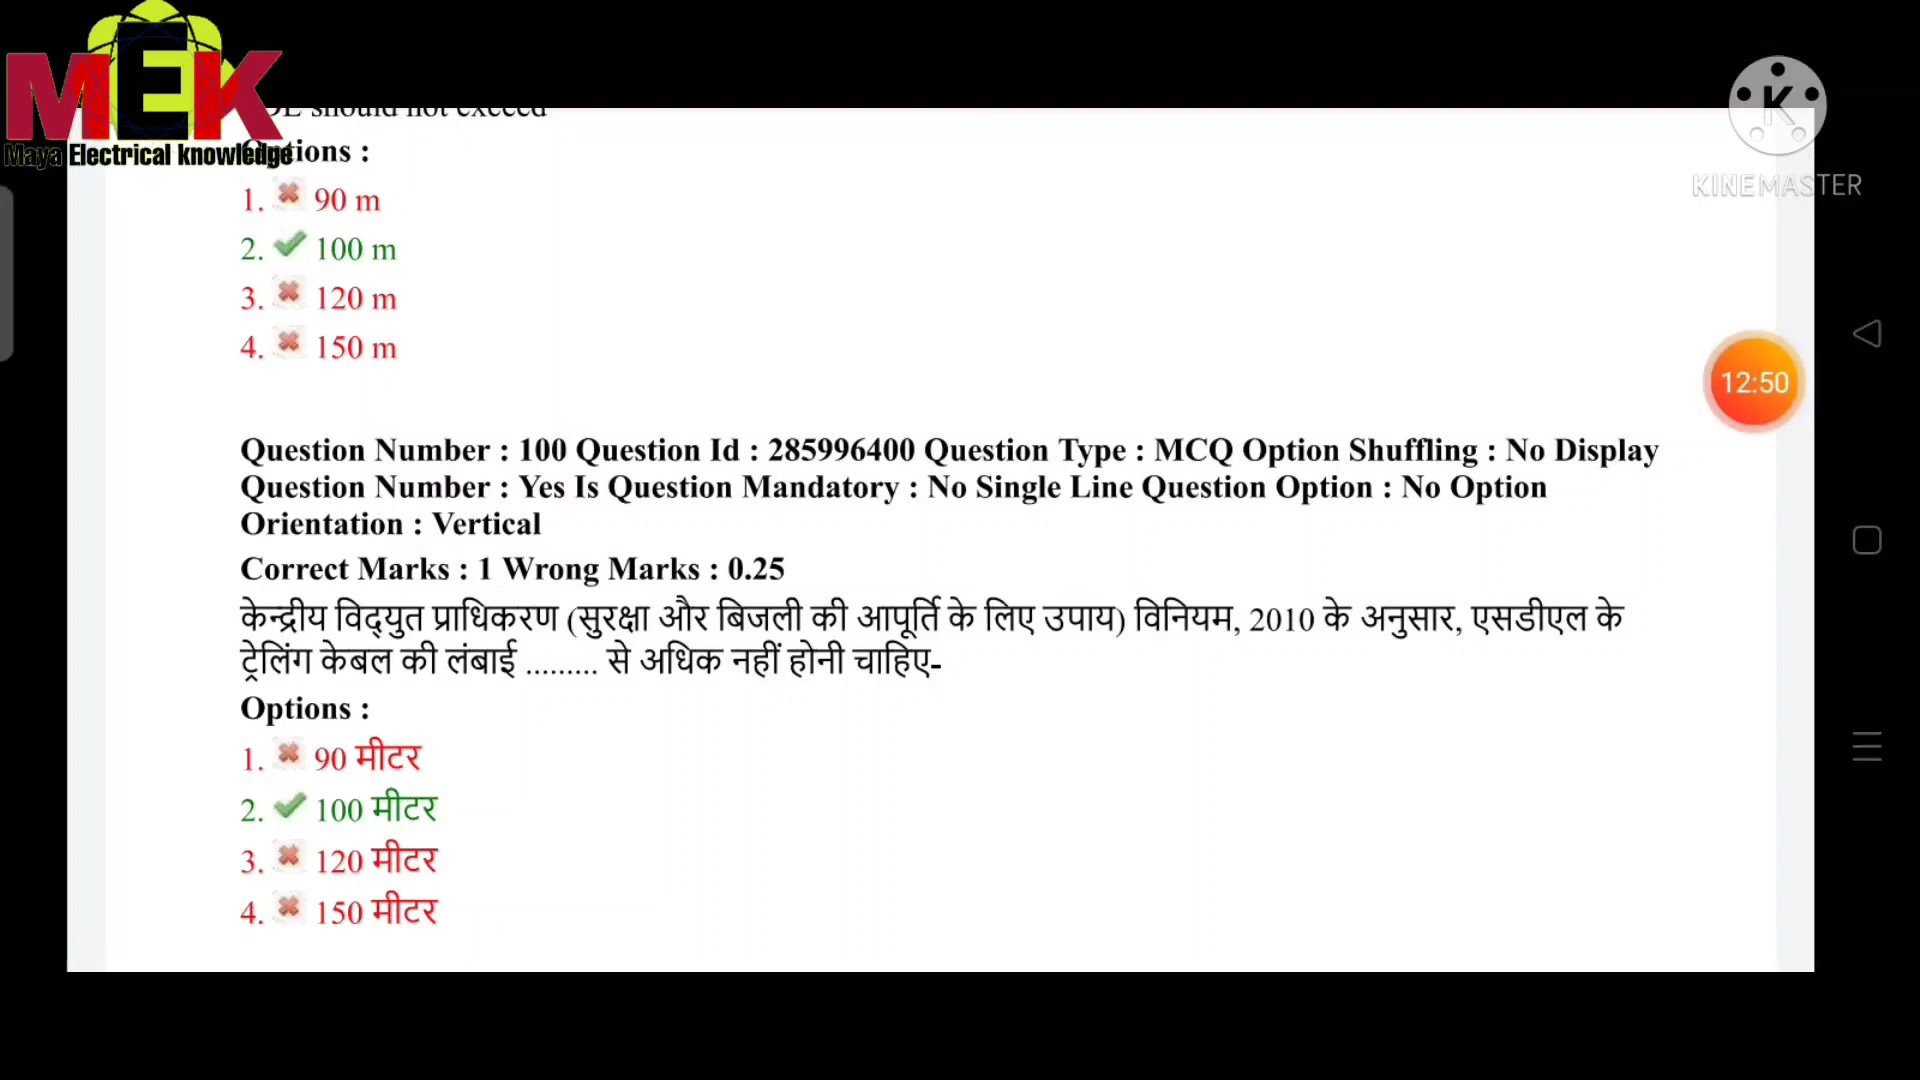 MEK
Maya Electrical knowledge
should not exceed
Options :
1. 90 m
2. 100 m
3. 120 m
4. 150 m
K
KINEMASTER
12:50
Question Number : 100 Question Id : 285996400 Question Type : MCQ Option Shuffling : No Display
Question Number : Yes Is Question Mandatory : No Single Line Question Option : No Option
Orientation : Vertical
Correct Marks : 1 Wrong Marks : 0.25
केन्द्रीय विद्युत प्राधिकरण (सुरक्षा और बिजली की आपूर्ति के लिए उपाय) विनियम, 2010 के अनुसार, एसडीएल के
ट्रेलिंग केबल की लंबाई ......... से अधिक नहीं होनी चाहिए-
Options :
1. 90 मीटर
2. 100 मीटर
3. 120 मीटर
4. 150 मीटर